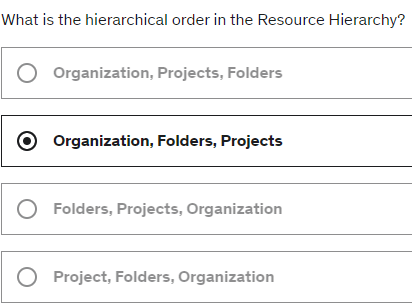 What is the hierarchical order in the Resource Hierarchy?
Organization, Projects, Folders
Organization, Folders, Projects
Folders, Projects, Organization
Project, Folders, Organization